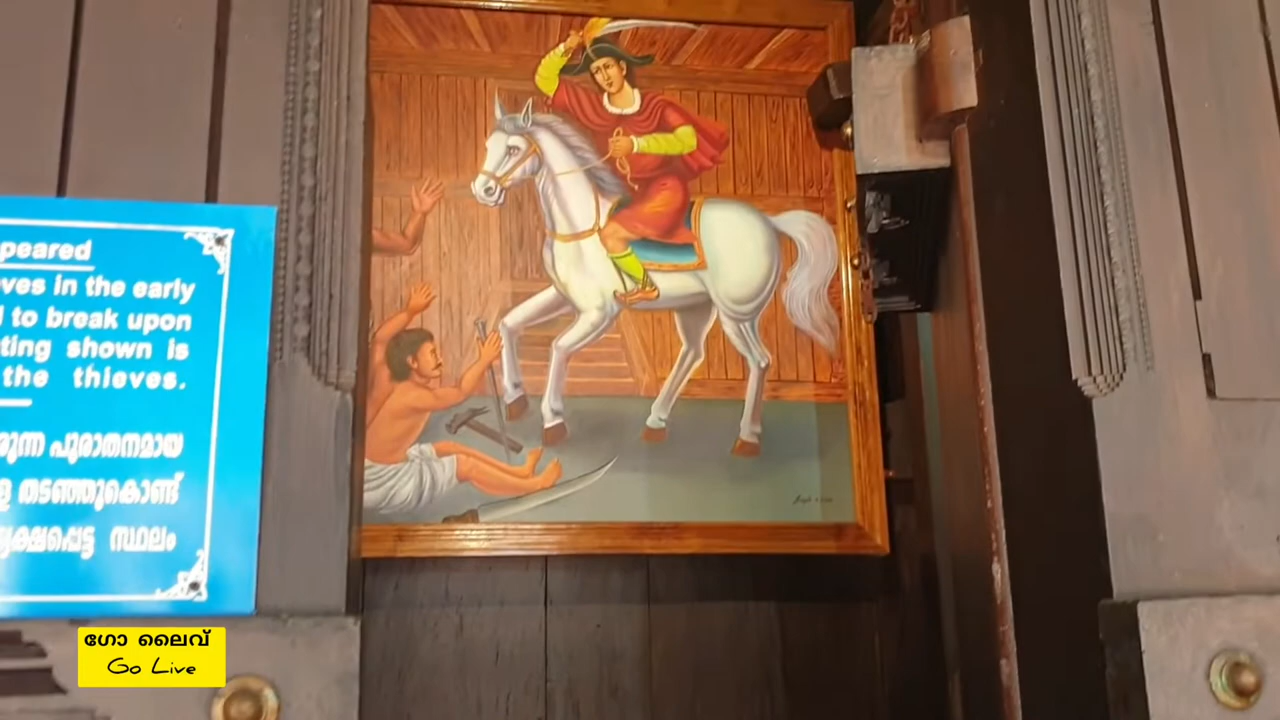 peared
ves in the early
l to break upon
ting shown is
the thieves.
രുന്ന പുരാതനമായ
ള തടഞ്ഞുകൊണ്ട്
്യക്ഷപ്പെട്ട സ്ഥലം
ഗോ ലൈവ്
Go Live